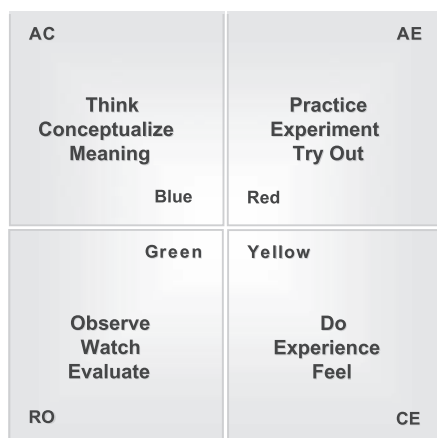 AC
Think
Conceptualize
Meaning
Blue
AE
Practice
Experiment
Try Out
Red
Green
Observe
Watch
Evaluate
RO
Yellow
Do
Experience
Feel
CE